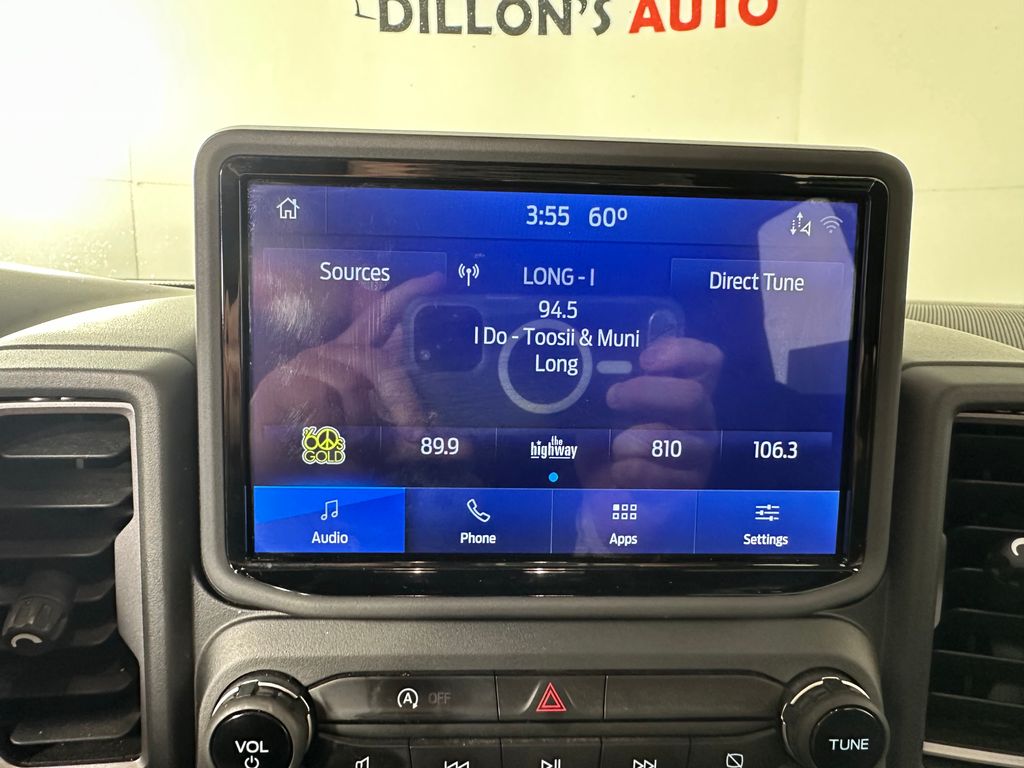 DILLON'S AUTO
3:55 60º
Sources
LONG - I
Direct Tune
94.5
I Do - Toosii & Muni
Long
60s
GOLD
89.9
the
highway
810
106.3
Audio
Phone
Apps
Settings
A OFF
VOL
TUNE